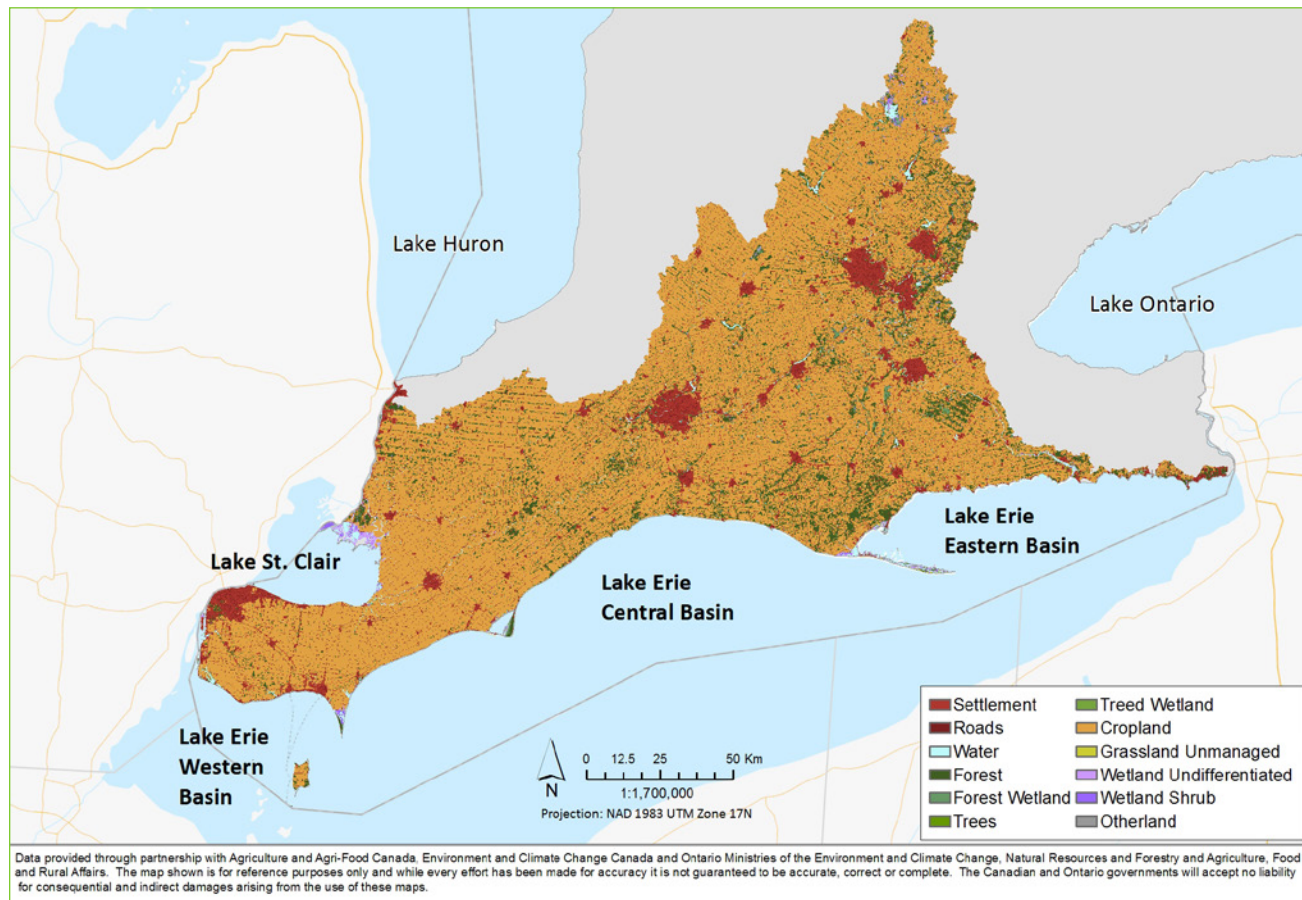 Lake Huron
Lake Ontario
Lake Erie
Eastern Basin
Lake St. Clair
Lake Erie
Central Basin
Lake Erie
Western
Basin
N
0 12.5 25 50 Km
1:1,700,000
Projection: NAD 1983 UTM Zone 17N
Settlement
Roads
Water
Forest
Forest Wetland
Trees
Treed Wetland
Cropland
Grassland Unmanaged
Wetland Undifferentiated
Wetland Shrub
Otherland
Data provided through partnership with Agriculture and Agri-Food Canada, Environment and Climate Change Canada and Ontario Ministries of the Environment and Climate Change, Natural Resources and Forestry and Agriculture, Food
and Rural Affairs. The map shown is for reference purposes only and while every effort has been made for accuracy it is not guaranteed to be accurate, correct or complete. The Canadian and Ontario governments will accept no liability
for consequential and indirect damages arising from the use of these maps.